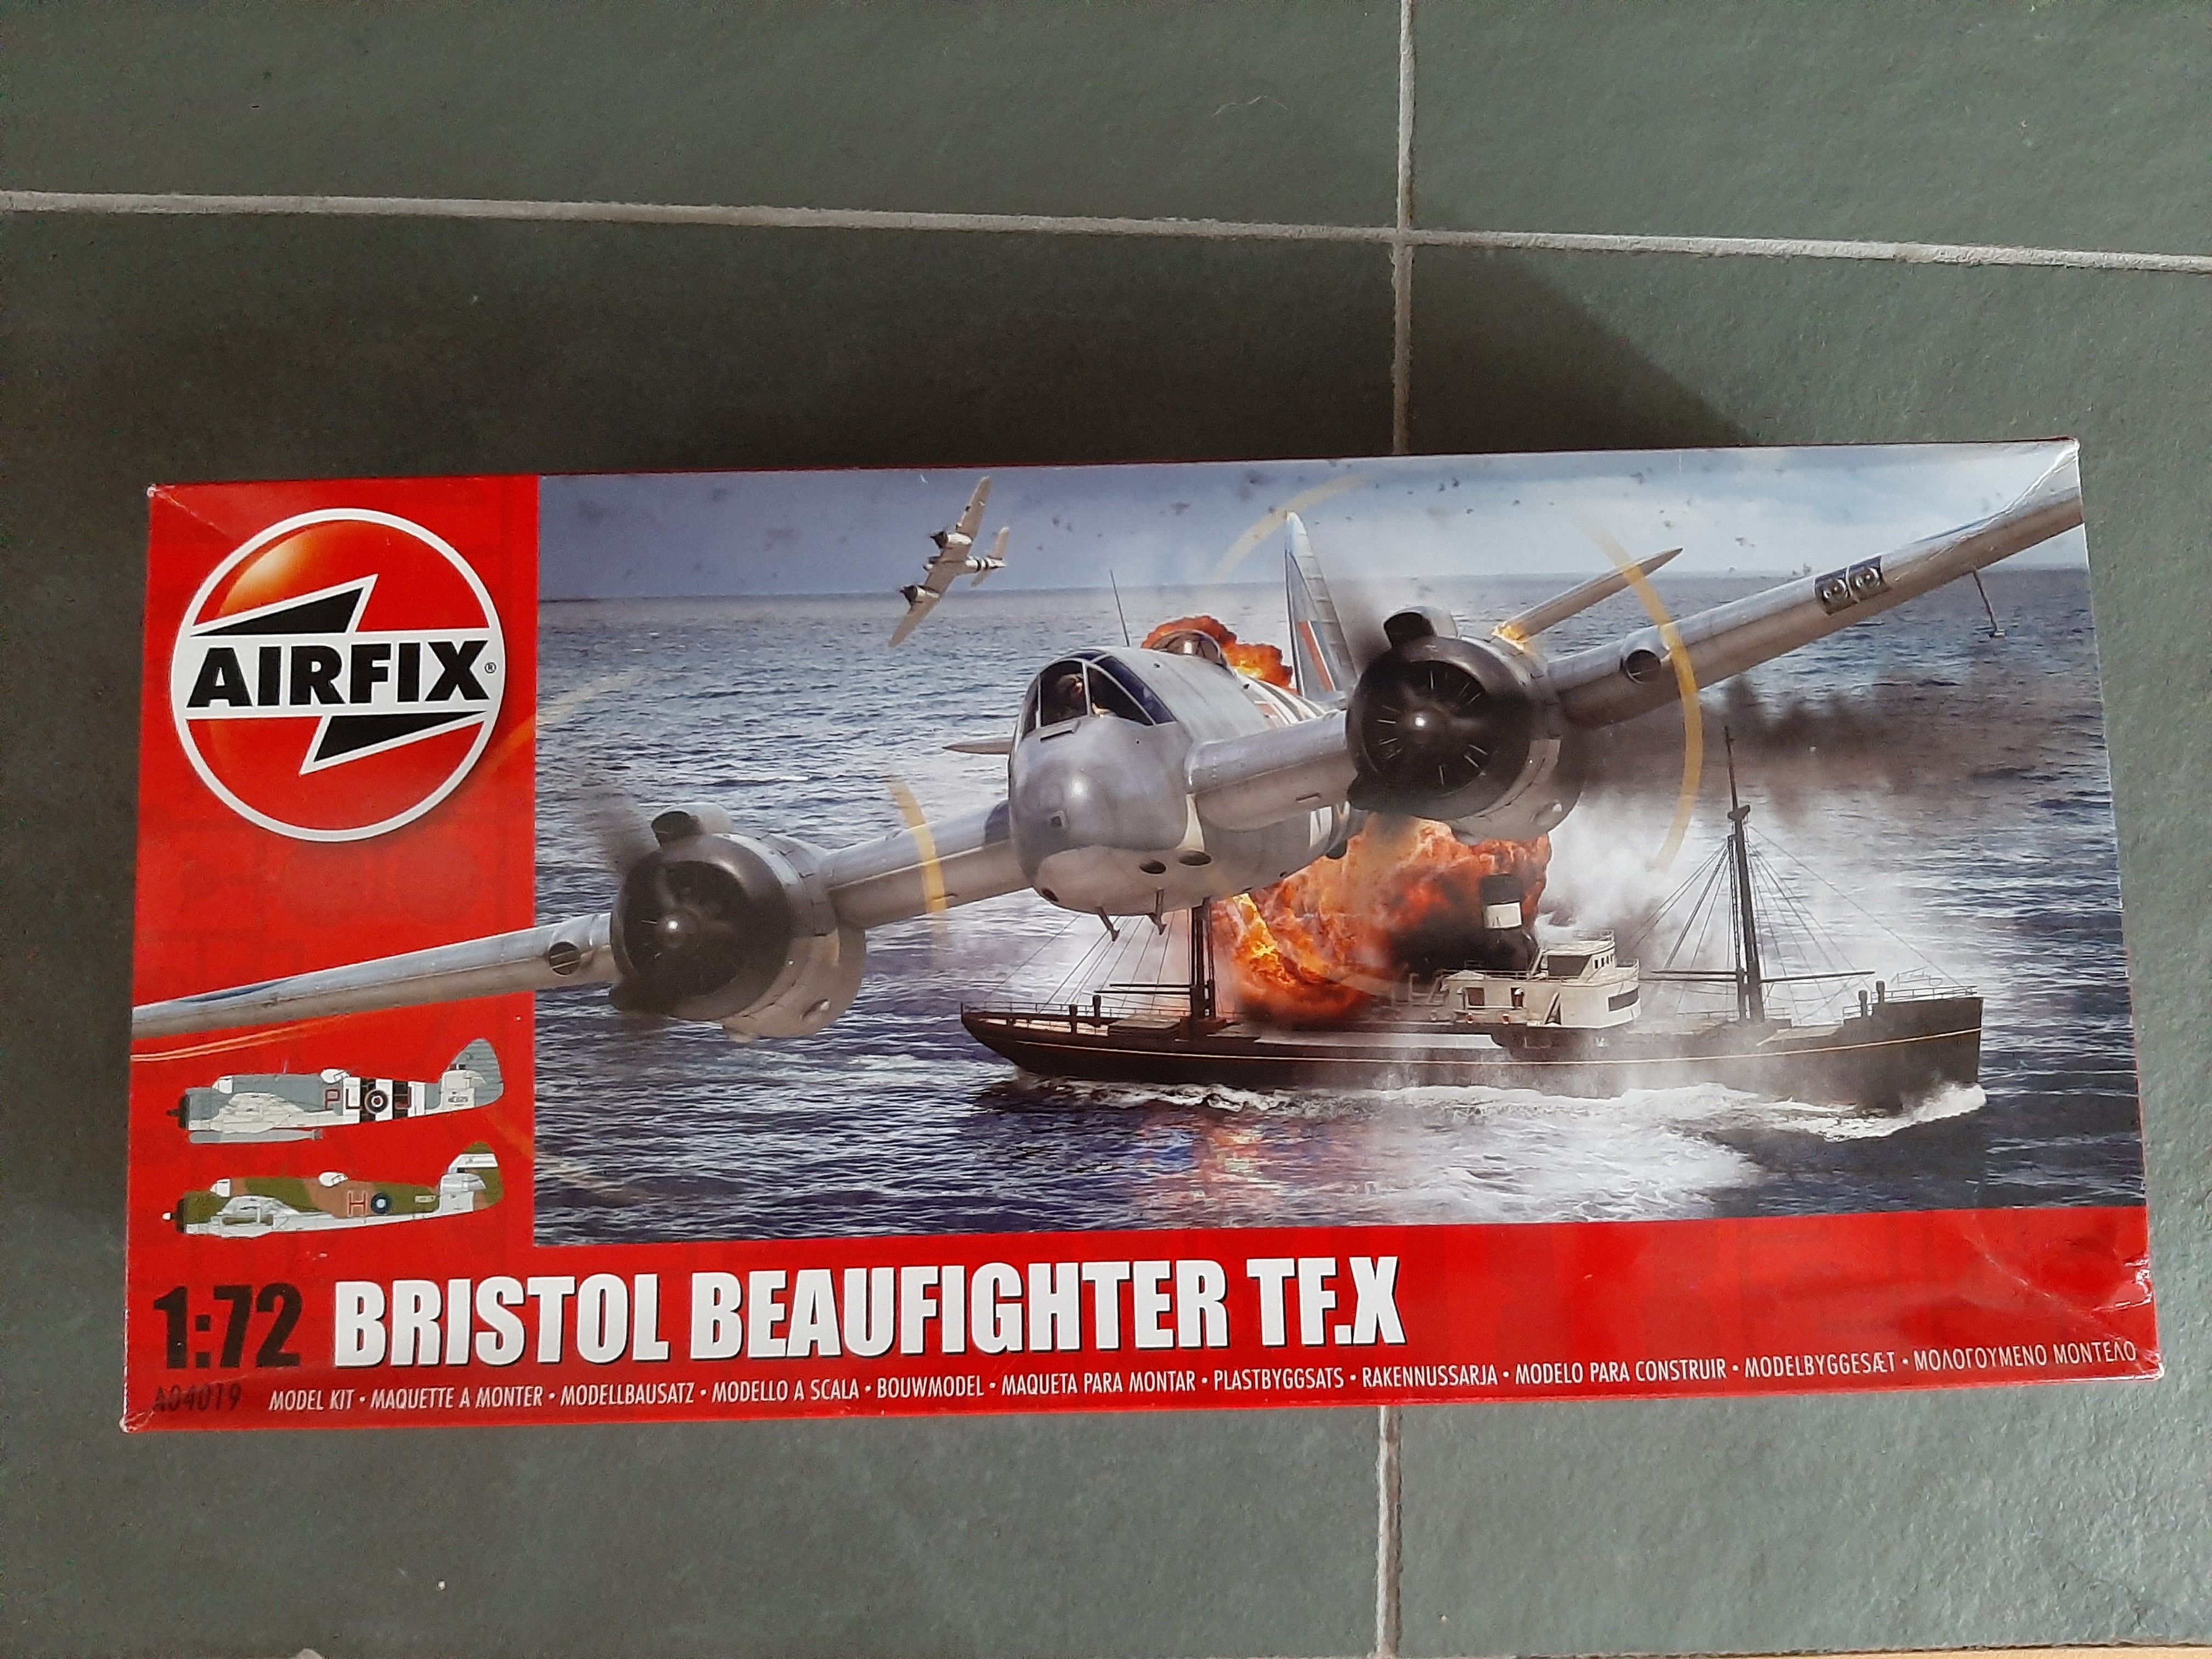 AIRFIX®
PL
H
1:72 BRISTOL BEAUFIGHTER TF.X
A04019 MODEL KIT • MAQUETTE A MONTER • MODELLBAUSATZ • MODELLO A SCALA • BOUWMODEL • MAQUETA PARA MONTAR • PLASTBYGGSATS • RAKENNUSSARJA • MODELO PARA CONSTRUIR • MODELBYGGESÆT • ΜΟΛΟΓΟΥΜΕΝΟ ΜΟΝΤΕΛΟ